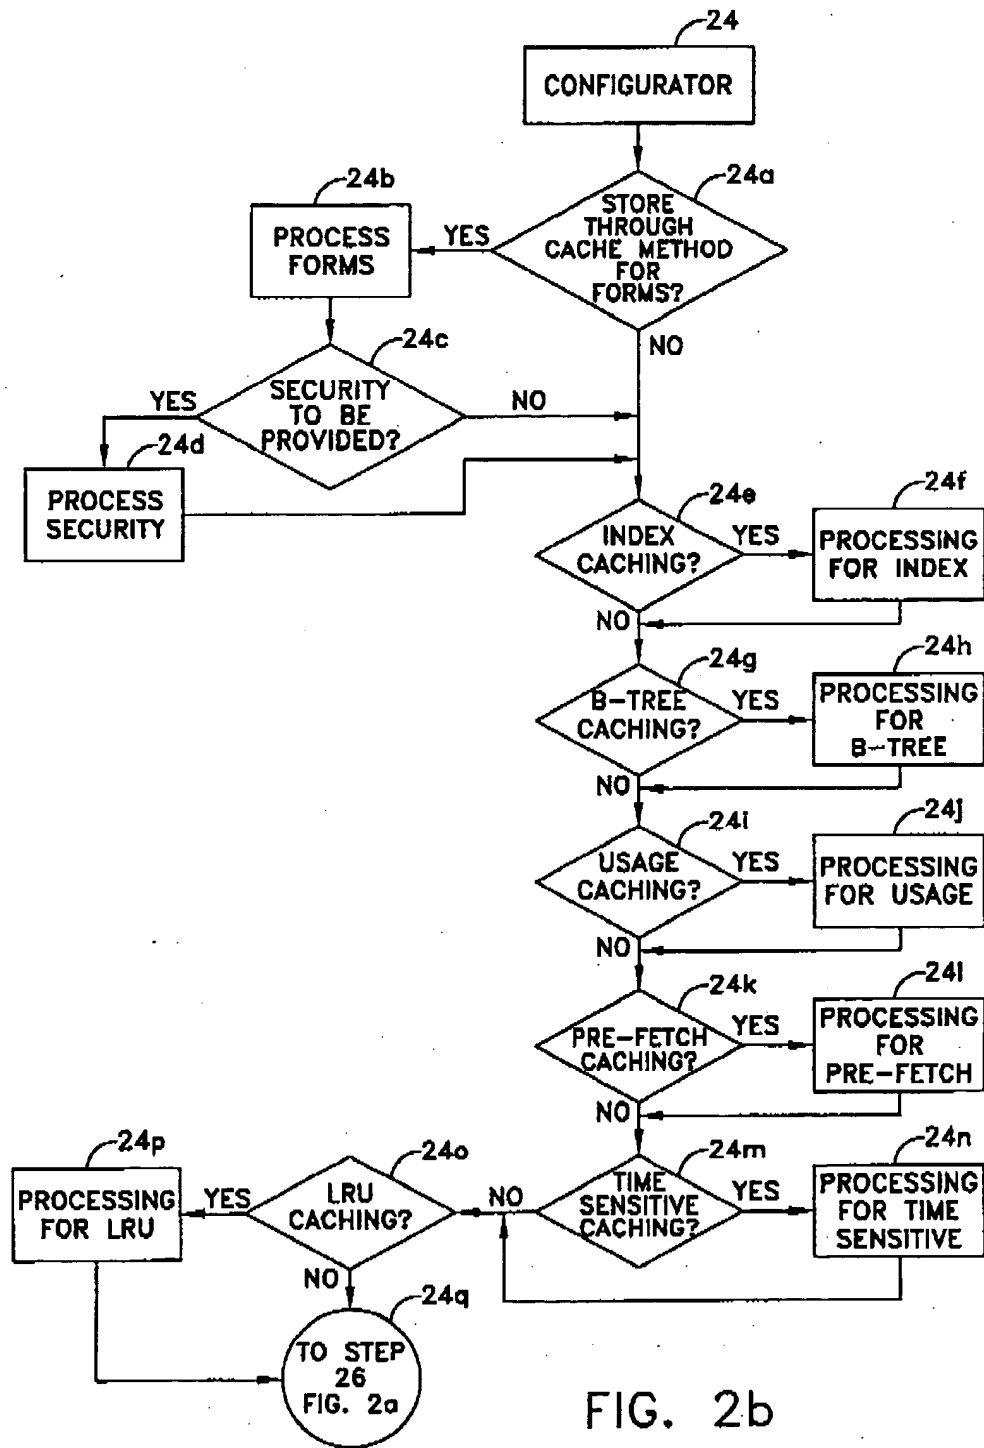 24
CONFIGURATOR
24a
STORE
THROUGH
CACHE METHOD
FOR
FORMS?
YES
NO
24b
PROCESS
FORMS
24c
SECURITY
TO BE
PROVIDED?
YES
NO
24d
PROCESS
SECURITY
24e
INDEX
CACHING?
YES
NO
24f
PROCESSING
FOR INDEX
24g
B-TREE
CACHING?
YES
NO
24h
PROCESSING
FOR
B-TREE
24i
USAGE
CACHING?
YES
NO
24j
PROCESSING
FOR USAGE
24k
PRE-FETCH
CACHING?
YES
NO
24l
PROCESSING
FOR
PRE-FETCH
24m
TIME
SENSITIVE
CACHING?
YES
NO
24n
PROCESSING
FOR TIME
SENSITIVE
24o
LRU
CACHING?
YES
NO
24p
PROCESSING
FOR LRU
24q
TO STEP
26
FIG. 2a
FIG. 2b